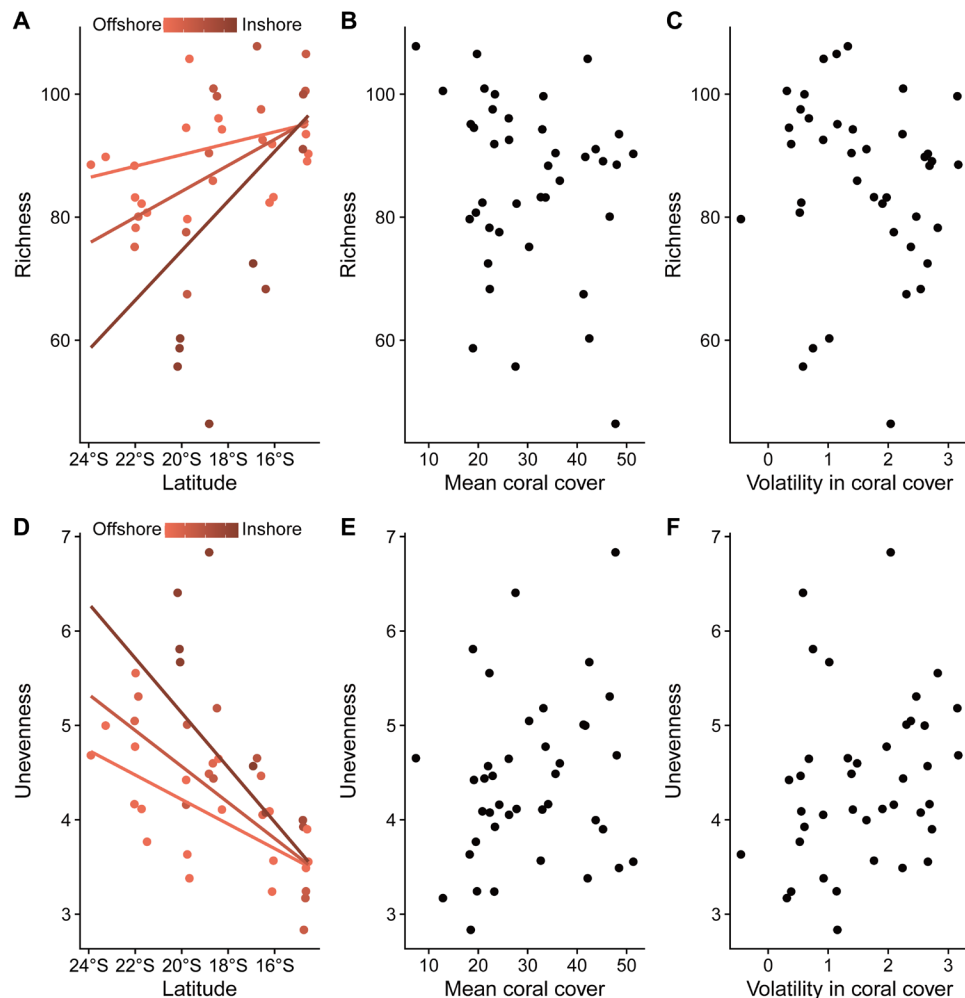 A
Offshore Inshore
Richness
100
80
60
24°S 22°S 20°S 18°S 16°S
Latitude
B
Richness
10 20 30 40 50
Mean coral cover
C
Richness
100
80
60
0 1 2 3
Volatility in coral cover
D
Offshore Inshore
Unevenness
7
6
5
4
3
24°S 22°S 20°S 18°S 16°S
Latitude
E
Unevenness
7
6
5
4
3
10 20 30 40 50
Mean coral cover
F
Unevenness
7
6
5
4
3
0 1 2 3
Volatility in coral cover